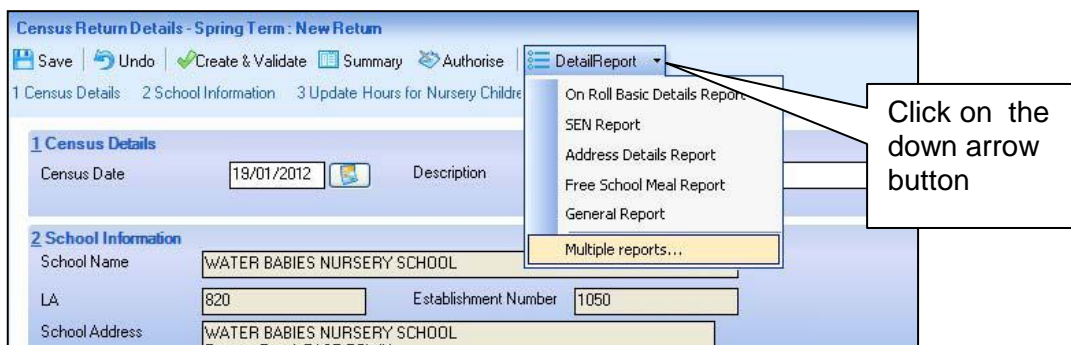 Census Return Details - Spring Term : New Return
Save Undo Create & Validate Summary Authorise DetailReport
1 Census Details 2 School Information 3 Update Hours for Nursery Childre
On Roll Basic Details Report
SEN Report
Address Details Report
Free School Meal Report
General Report
Multiple reports...
Click on the
down arrow
button
1 Census Details
Census Date 19/01/2012 Description
2 School Information
School Name WATER BABIES NURSERY SCHOOL
LA 820 Establishment Number 1050
School Address WATER BABIES NURSERY SCHOOL